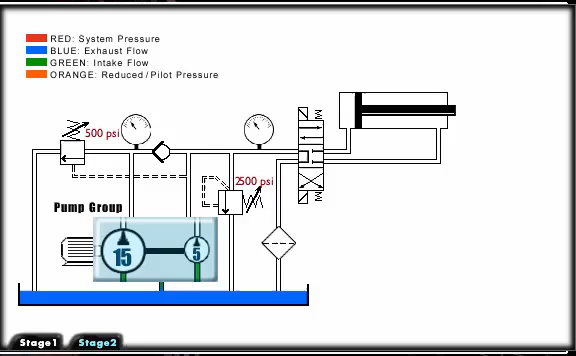 RED: System Pressure
BLUE: Exhaust Flow
GREEN: Intake Flow
ORANGE: Reduced/Pilot Pressure
500 psi
2500 psi
Pump Group
15
5
Stage1
Stage2